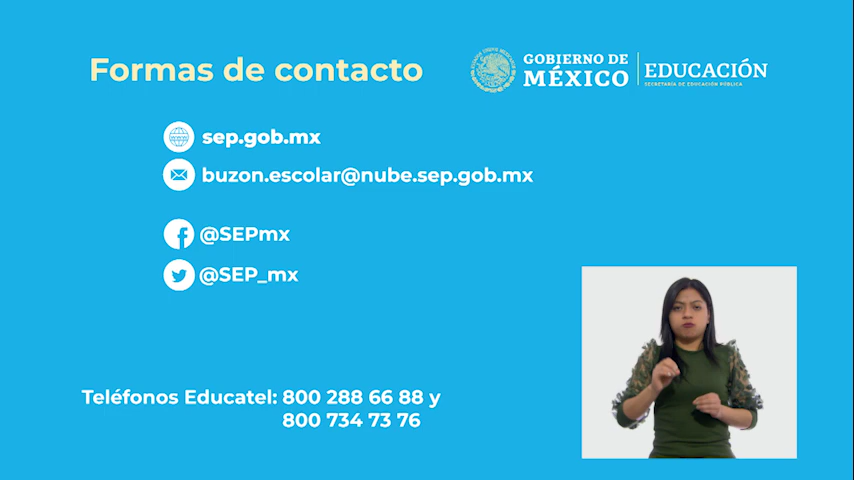 Formas de contacto
GOBIERNO DE
MÉXICO
EDUCACIÓN
SECRETARÍA DE EDUCACIÓN PÚBLICA
sep.gob.mx
buzon.escolar@nube.sep.gob.mx
@SEPmx
@SEP_mx
Teléfonos Educatel: 800 288 66 88 y
800 734 73 76